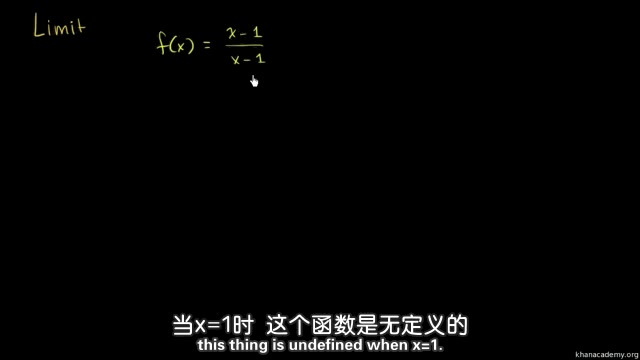 Limit
f(x) = x-1
x-1
当x=1时 这个函数是无定义的
this thing is undefined when x=1.
khanacademy.org